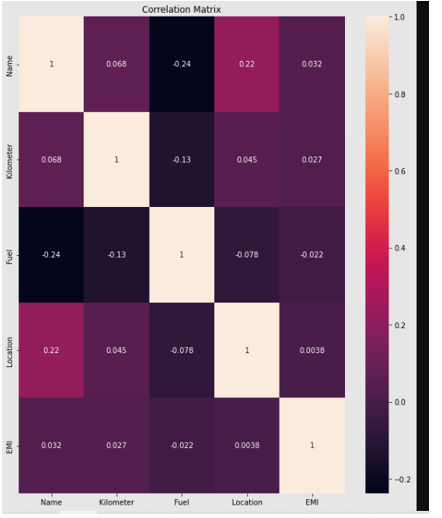 Correlation Matrix
Name 1 0.068 -0.24 0.22 0.032
Kilometer 0.068 1 -0.13 0.045 0.027
Fuel -0.24 -0.13 1 -0.078 -0.022
Location 0.22 0.045 -0.078 1 0.0038
EMI 0.032 0.027 -0.022 0.0038 1
Name Kilometer Fuel Location EMI
1.0
0.8
0.6
0.4
0.2
0.0
-0.2